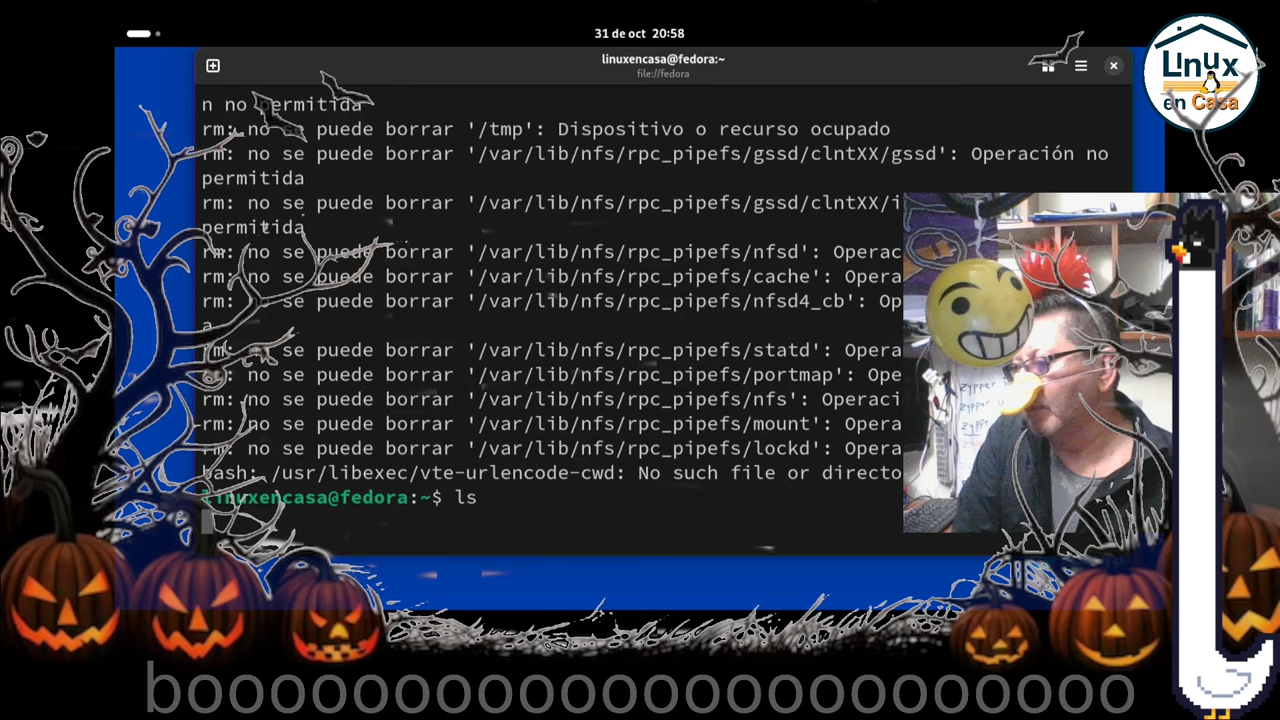 31 de oct 20:58
linuxencasa@fedora:~
file://fedora
Linux
en Casa
n no permitida
rm: no se puede borrar '/tmp': Dispositivo o recurso ocupado
rm: no se puede borrar '/var/lib/nfs/rpc_pipefs/gssd/clntXX/gssd': Operación no
permitida
rm: no se puede borrar '/var/lib/nfs/rpc_pipefs/gssd/clntXX/i
permitida
rm: no se puede borrar '/var/lib/nfs/rpc_pipefs/nfsd': Operac
rm: no se puede borrar '/var/lib/nfs/rpc_pipefs/cache': Opera
rm: no se puede borrar '/var/lib/nfs/rpc_pipefs/nfsd4_cb': Op
a
rm: no se puede borrar '/var/lib/nfs/rpc_pipefs/statd': Opera
rm: no se puede borrar '/var/lib/nfs/rpc_pipefs/portmap': Ope
rm: no se puede borrar '/var/lib/nfs/rpc_pipefs/nfs': Operaci
rm: no se puede borrar '/var/lib/nfs/rpc_pipefs/mount': Opera
rm: no se puede borrar '/var/lib/nfs/rpc_pipefs/lockd': Opera
bash: /usr/libexec/vte-urlencode-cwd: No such file or directo
linuxencasa@fedora:~$ ls
zypper
zypper
zypper
booooooooooooooooooooooo